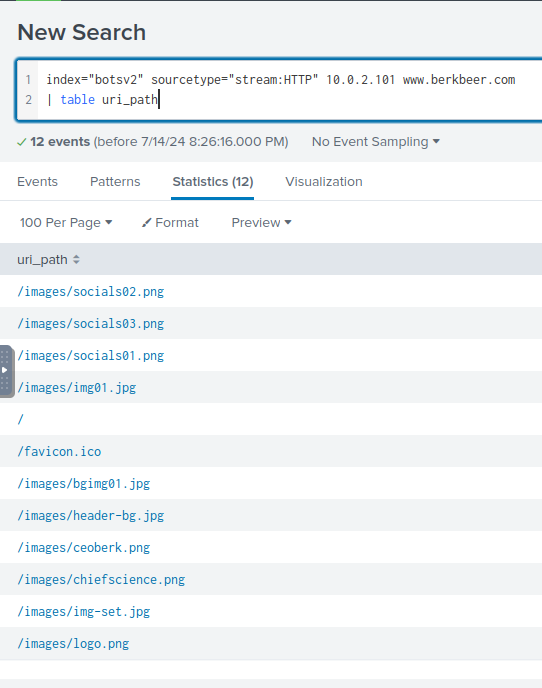 New Search
1 index="botsv2" sourcetype="stream:HTTP" 10.0.2.101 www.berkbeer.com
2 | table uri_path
✓ 12 events (before 7/14/24 8:26:16.000 PM) No Event Sampling
Events Patterns Statistics (12) Visualization
100 Per Page Format Preview
uri_path
/images/socials02.png
/images/socials03.png
/images/socials01.png
/images/img01.jpg
/
/favicon.ico
/images/bgimg01.jpg
/images/header-bg.jpg
/images/ceoberk.png
/images/chiefscience.png
/images/img-set.jpg
/images/logo.png